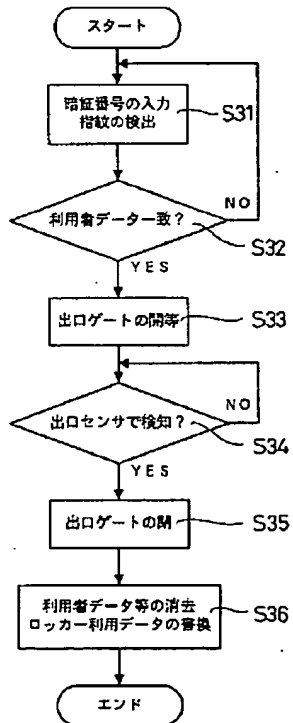 スタート
暗証番号の入力
指紋の検出
S31
NO
利用者データ一致?
S32
YES
出口ゲートの開等
S33
NO
出口センサで検知?
S34
YES
出口ゲートの閉
S35
利用者データ等の消去
ロッカー利用データの書換
S36
エンド